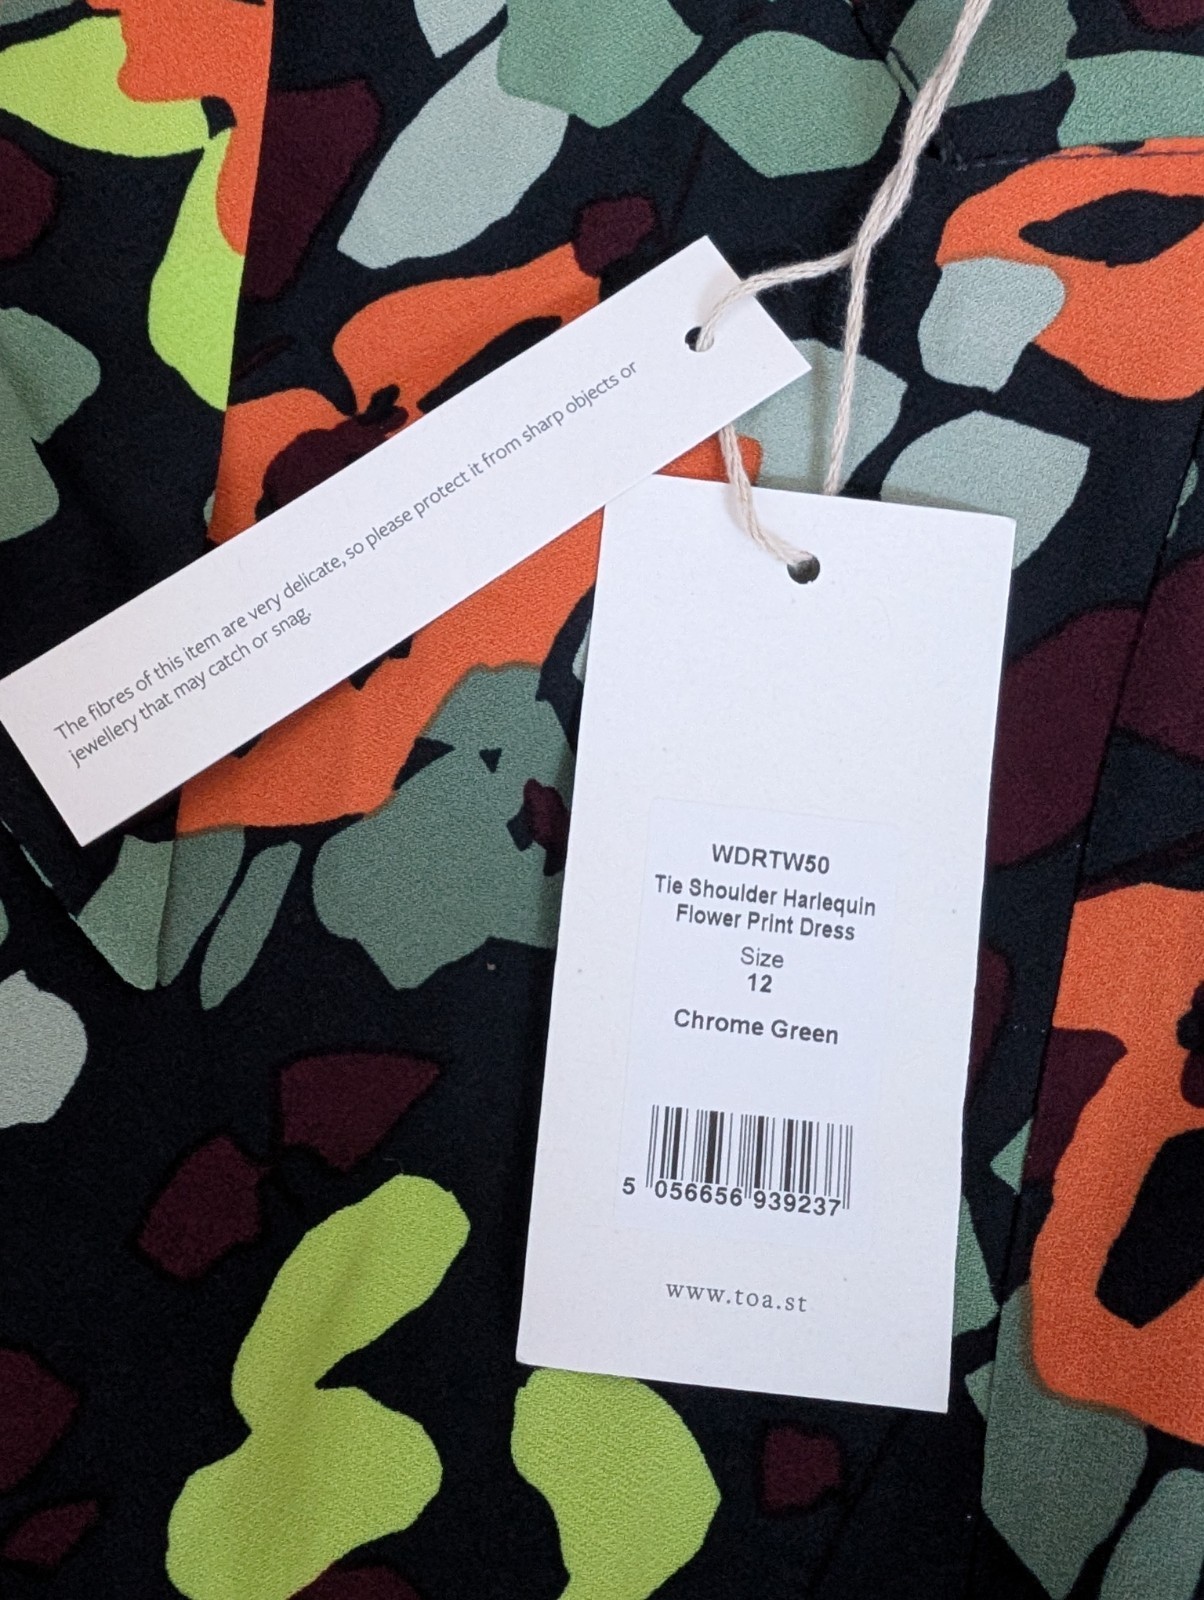 The fibres of this item are very delicate, so please protect it from sharp objects or
jewellery that may catch or snag.
WDRTW50
Tie Shoulder Harlequin
Flower Print Dress
Size
12
Chrome Green
5 056656 939237
www.toa.st